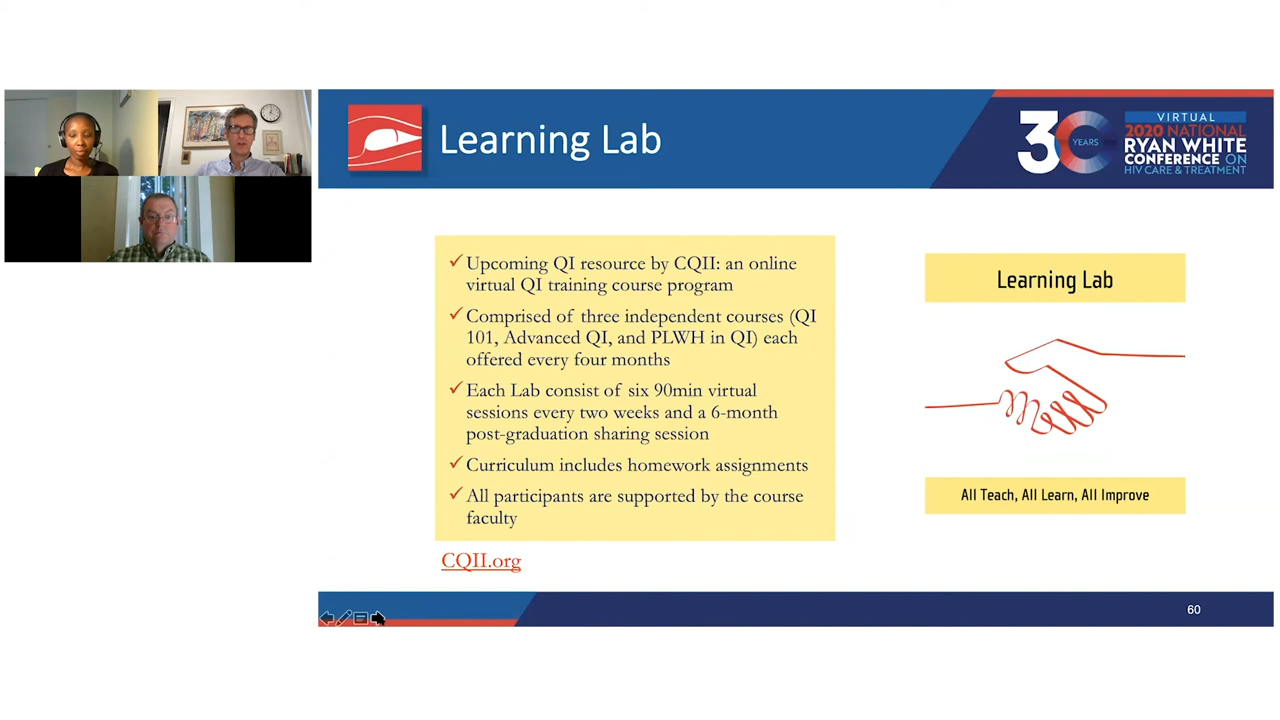 Learning Lab
30
YEARS
VIRTUAL
2020 NATIONAL
RYAN WHITE
CONFERENCE ON
HIV CARE & TREATMENT
Upcoming QI resource by CQII: an online
virtual QI training course program
Comprised of three independent courses (QI
101, Advanced QI, and PLWH in QI) each
offered every four months
Each Lab consist of six 90min virtual
sessions every two weeks and a 6-month
post-graduation sharing session
Curriculum includes homework assignments
All participants are supported by the course
faculty
CQII.org
Learning Lab
All Teach, All Learn, All Improve
60